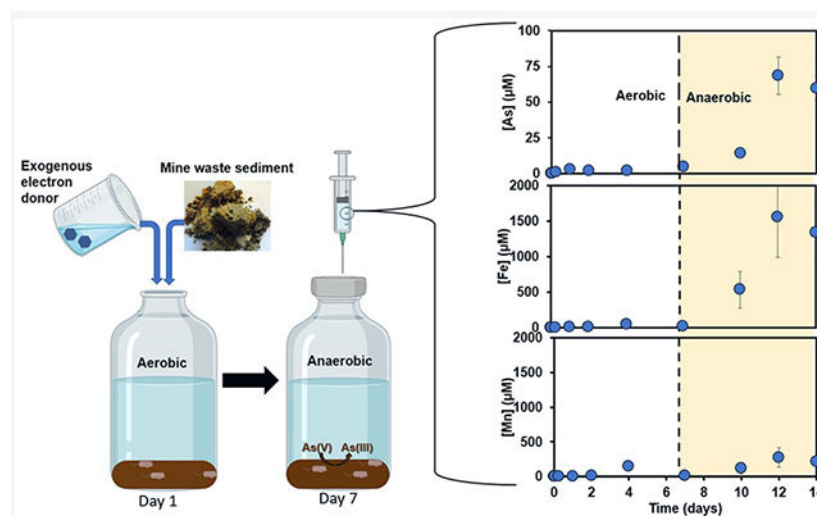 Exogenous
electron
donor
Mine waste sediment
Aerobic
Day 1
Anaerobic
As(V) As(III)
Day 7
[As] (µM)
100
75
50
25
0
Aerobic
Anaerobic
[Fe] (µM)
2000
1500
1000
500
0
[Mn] (µM)
2000
1500
1000
500
0
0 2 4 6 8 10 12 14
Time (days)